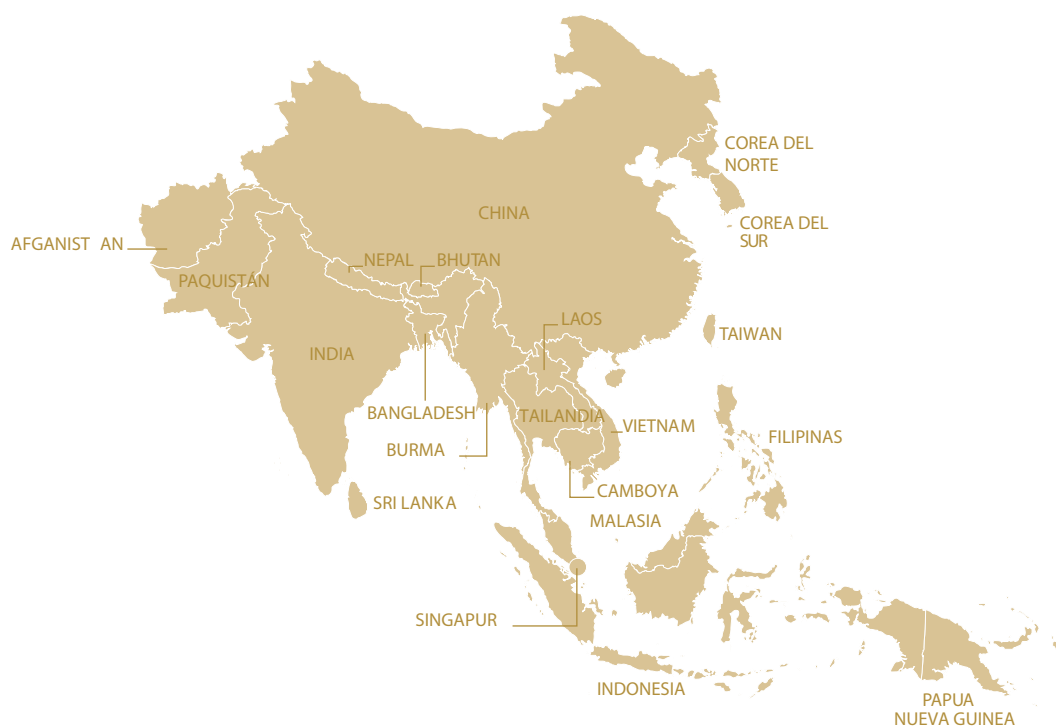 COREA DEL
NORTE
CHINA
COREA DEL
SUR
AFGANIST AN
NEPAL
BHUTAN
PAQUISTÁN
LAOS
TAIWAN
INDIA
BANGLADESH
TAILANDIA
VIETNAM
FILIPINAS
BURMA
CAMBOYA
SRI LANKA
MALASIA
SINGAPUR
INDONESIA
PAPUA
NUEVA GUINEA